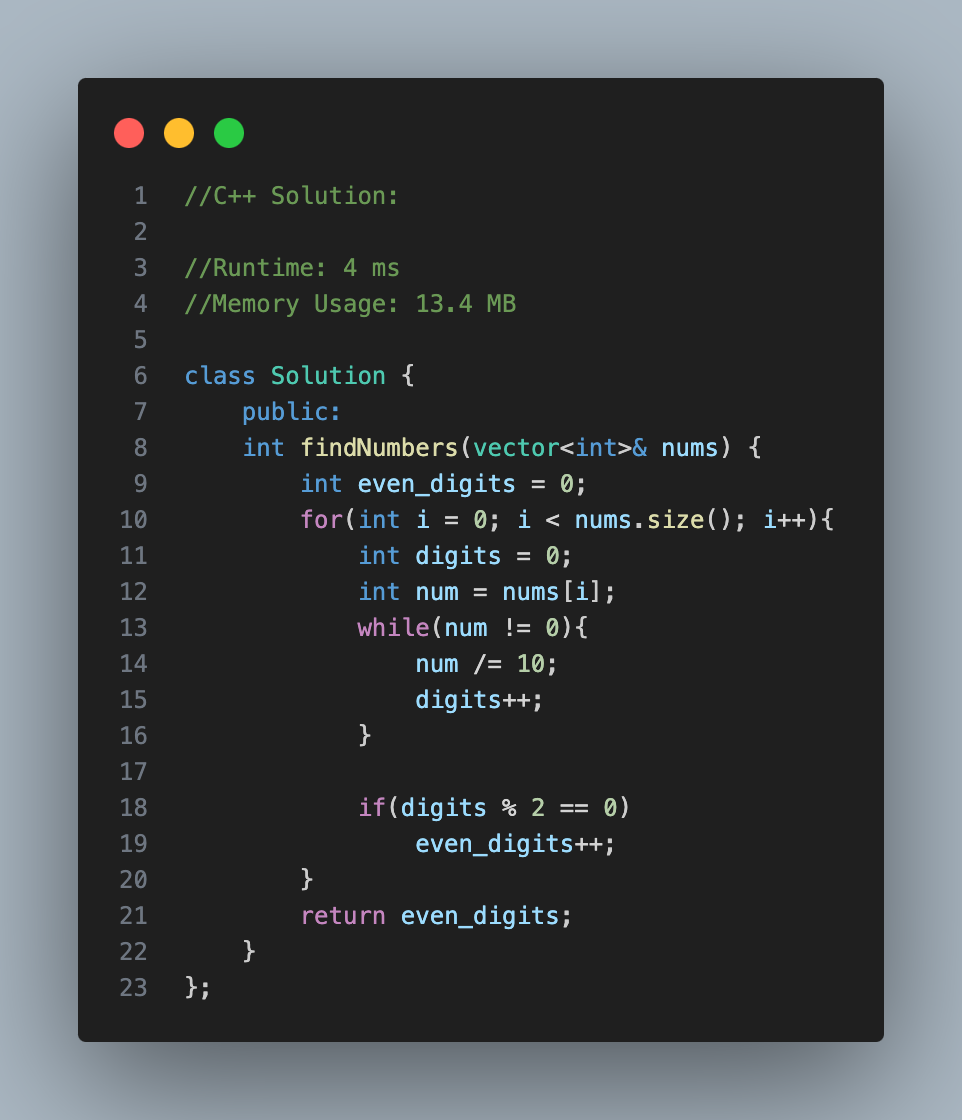 1 //C++ Solution:
2
3 //Runtime: 4 ms
4 //Memory Usage: 13.4 MB
5
6 class Solution {
7     public:
8     int findNumbers(vector<int>& nums) {
9         int even_digits = 0;
10         for(int i = 0; i < nums.size(); i++){
11             int digits = 0;
12             int num = nums[i];
13             while(num != 0){
14                 num /= 10;
15                 digits++;
16             }
17
18             if(digits % 2 == 0)
19                 even_digits++;
20         }
21         return even_digits;
22     }
23 };